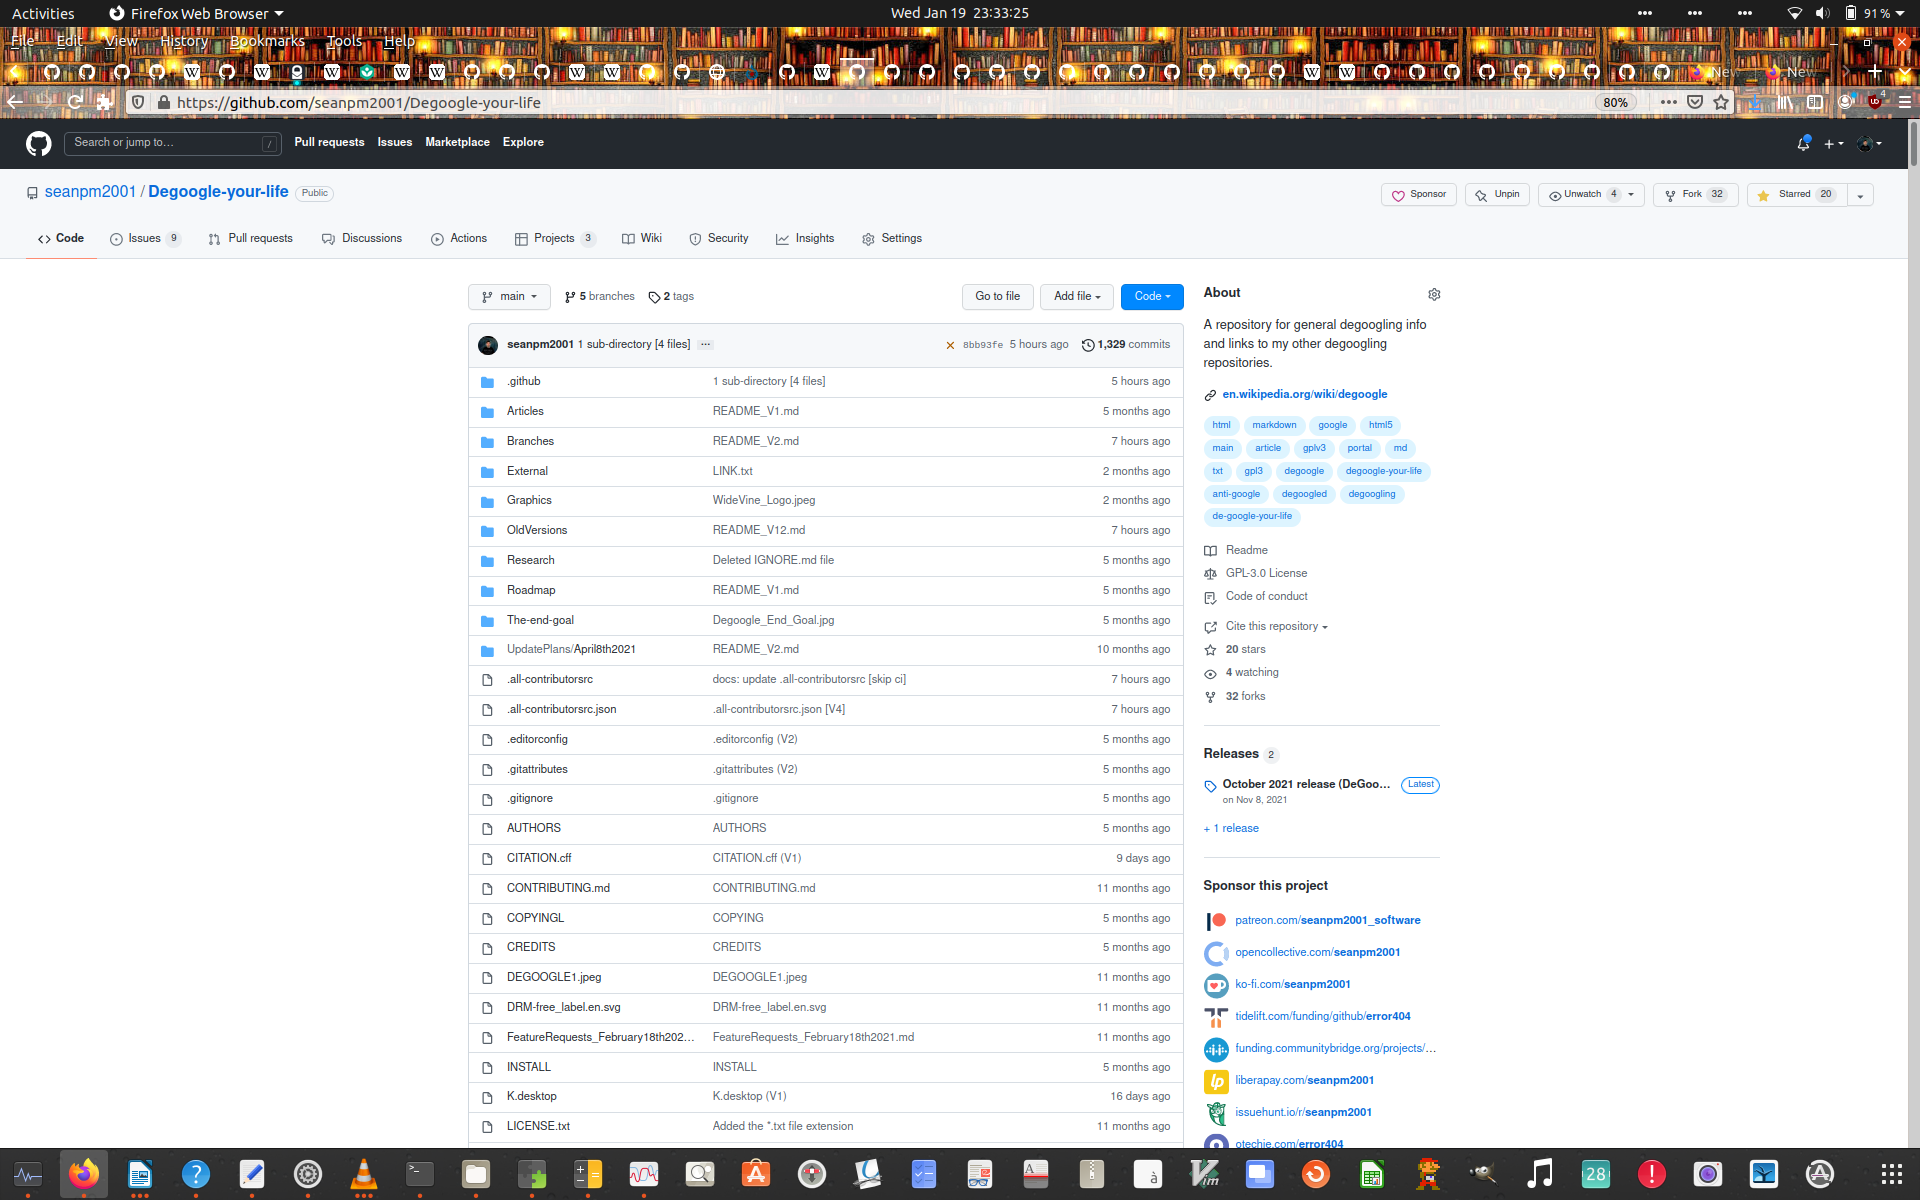 Activities Firefox Web Browser Wed Jan 19 23:33:25 91 %
File Edit View History Bookmarks Tools Help
New New
https://github.com/seanpm2001/Degoogle-your-life 80% 4
Search or jump to… / Pull requests Issues Marketplace Explore
seanpm2001 / Degoogle-your-life Public Sponsor Unpin Unwatch 4 Fork 32 Starred 20
Code Issues 9 Pull requests Discussions Actions Projects 3 Wiki Security Insights Settings
main 5 branches 2 tags Go to file Add file Code
seanpm2001 1 sub-directory [4 files] ... 8bb93fe 5 hours ago 1,329 commits
.github 1 sub-directory [4 files] 5 hours ago
Articles README_V1.md 5 months ago
Branches README_V2.md 7 hours ago
External LINK.txt 2 months ago
Graphics WideVine_Logo.jpeg 2 months ago
OldVersions README_V12.md 7 hours ago
Research Deleted IGNORE.md file 5 months ago
Roadmap README_V1.md 5 months ago
The-end-goal Degoogle_End_Goal.jpg 5 months ago
UpdatePlans/April8th2021 README_V2.md 10 months ago
.all-contributorsrc docs: update .all-contributorsrc [skip ci] 7 hours ago
.all-contributorsrc.json .all-contributorsrc.json [V4] 7 hours ago
.editorconfig .editorconfig (V2) 5 months ago
.gitattributes .gitattributes (V2) 5 months ago
.gitignore .gitignore 5 months ago
AUTHORS AUTHORS 5 months ago
CITATION.cff CITATION.cff (V1) 9 days ago
CONTRIBUTING.md CONTRIBUTING.md 11 months ago
COPYINGL COPYING 5 months ago
CREDITS CREDITS 5 months ago
DEGOOGLE1.jpeg DEGOOGLE1.jpeg 11 months ago
DRM-free_label.en.svg DRM-free_label.en.svg 11 months ago
FeatureRequests_February18th202... FeatureRequests_February18th2021.md 11 months ago
INSTALL INSTALL 5 months ago
K.desktop K.desktop (V1) 16 days ago
LICENSE.txt Added the *.txt file extension 11 months ago
About
A repository for general degoogling info
and links to my other degoogling
repositories.
en.wikipedia.org/wiki/degoogle
html markdown google html5
main article gplv3 portal md
txt gpl3 degoogle degoogle-your-life
anti-google degoogled degoogling
de-google-your-life
Readme
GPL-3.0 License
Code of conduct
Cite this repository
20 stars
4 watching
32 forks
Releases 2
October 2021 release (DeGoo... Latest
on Nov 8, 2021
+ 1 release
Sponsor this project
patreon.com/seanpm2001_software
opencollective.com/seanpm2001
ko-fi.com/seanpm2001
tidelift.com/funding/github/error404
funding.communitybridge.org/projects/...
liberapay.com/seanpm2001
issuehunt.io/r/seanpm2001
otechie.com/error404
28